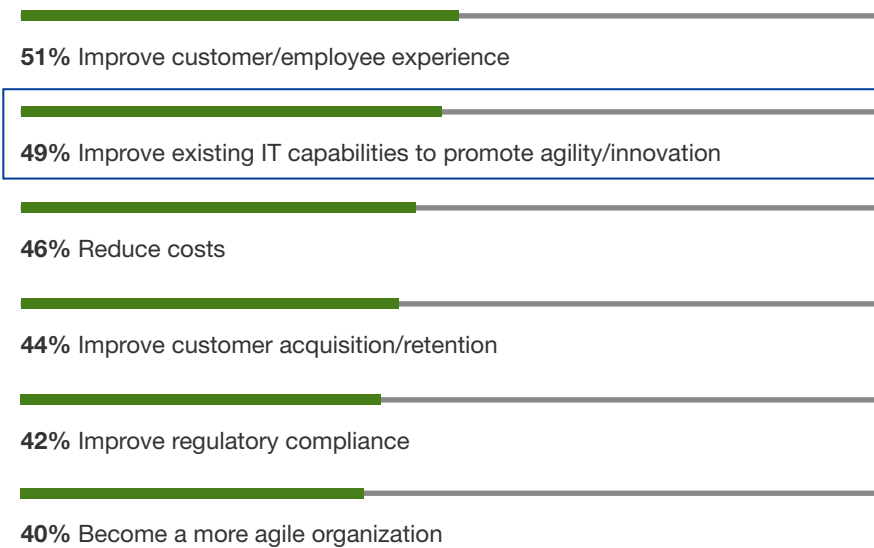 51% Improve customer/employee experience
49% Improve existing IT capabilities to promote agility/innovation
46% Reduce costs
44% Improve customer acquisition/retention
42% Improve regulatory compliance
40% Become a more agile organization